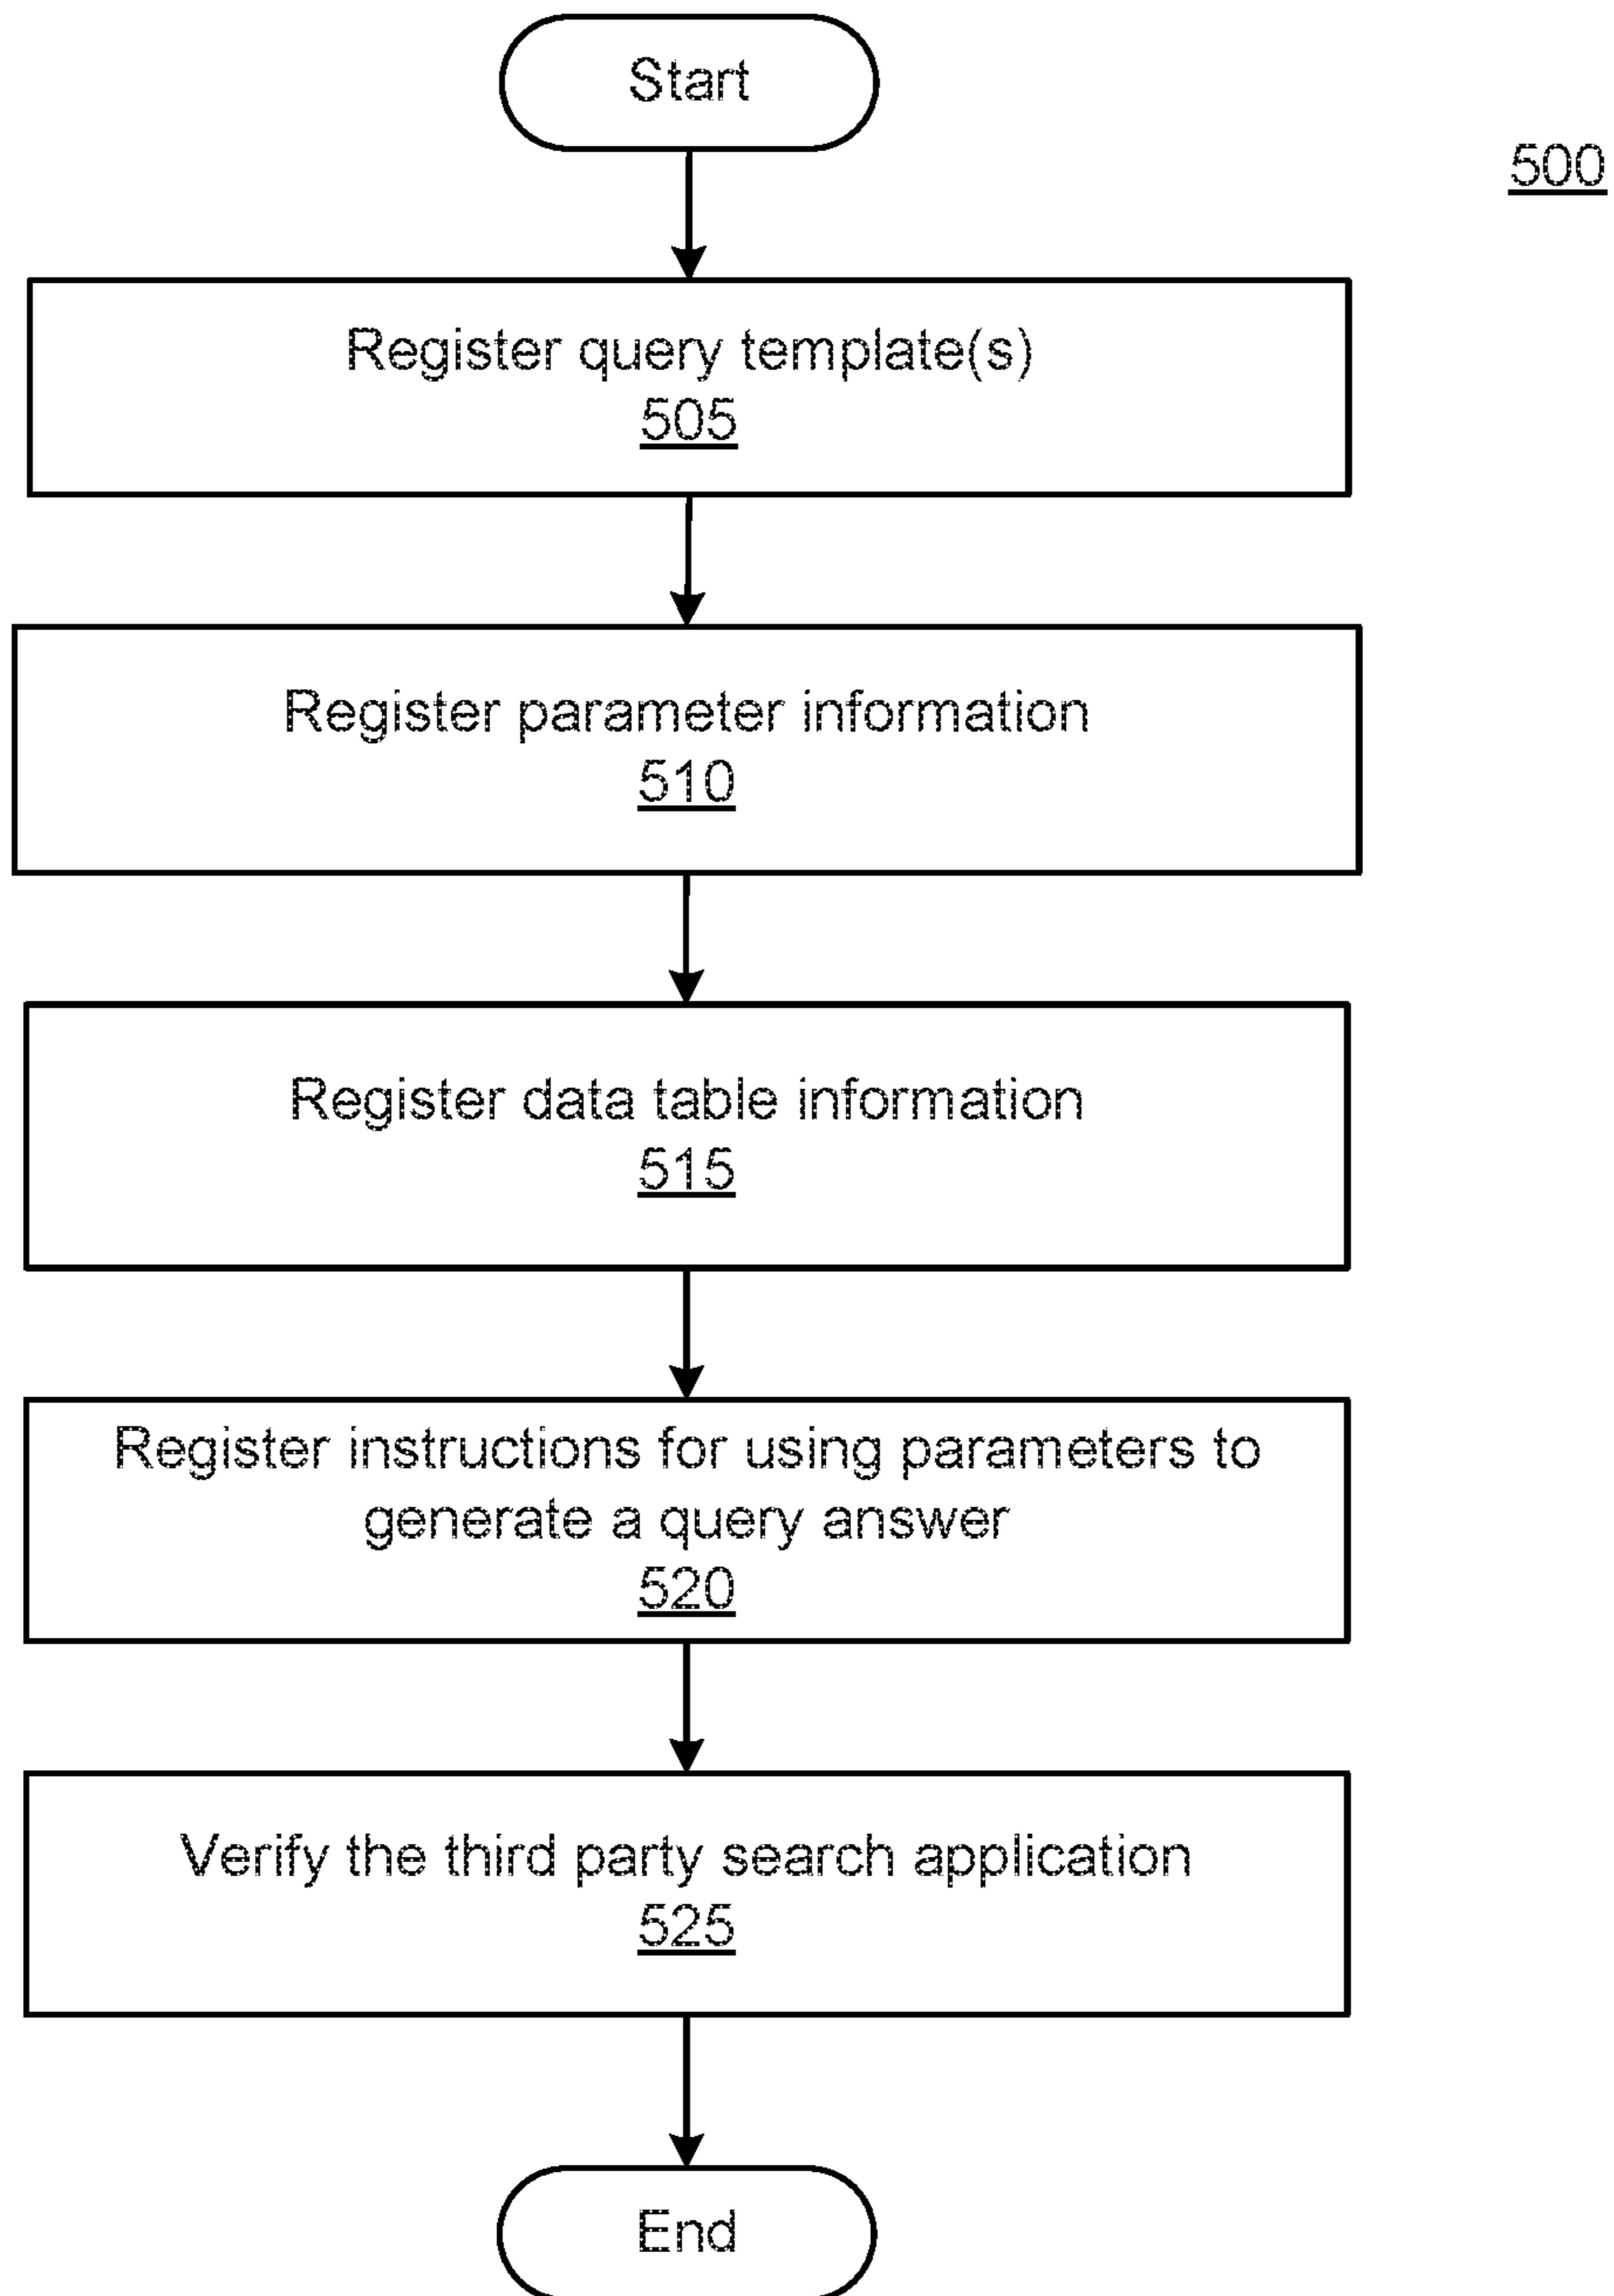 Start
500
Register query template(s)
505
Register parameter information
510
Register data table information
515
Register instructions for using parameters to
generate a query answer
520
Verify the third party search application
525
End